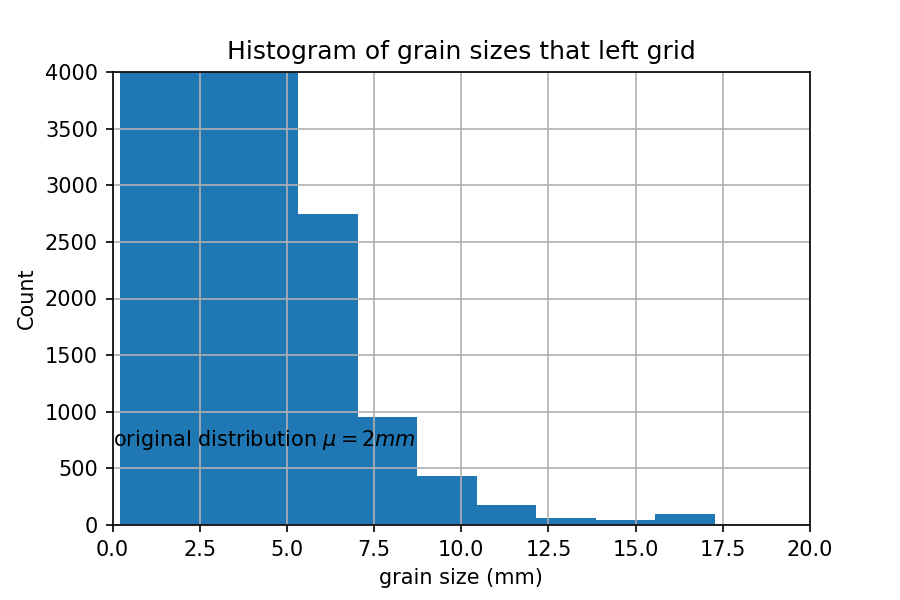 Histogram of grain sizes that left grid
4000
3500
3000
2500
2000
1500
1000
500
0
Count
original distribution μ = 2mm
0.0 2.5 5.0 7.5 10.0 12.5 15.0 17.5 20.0
grain size (mm)